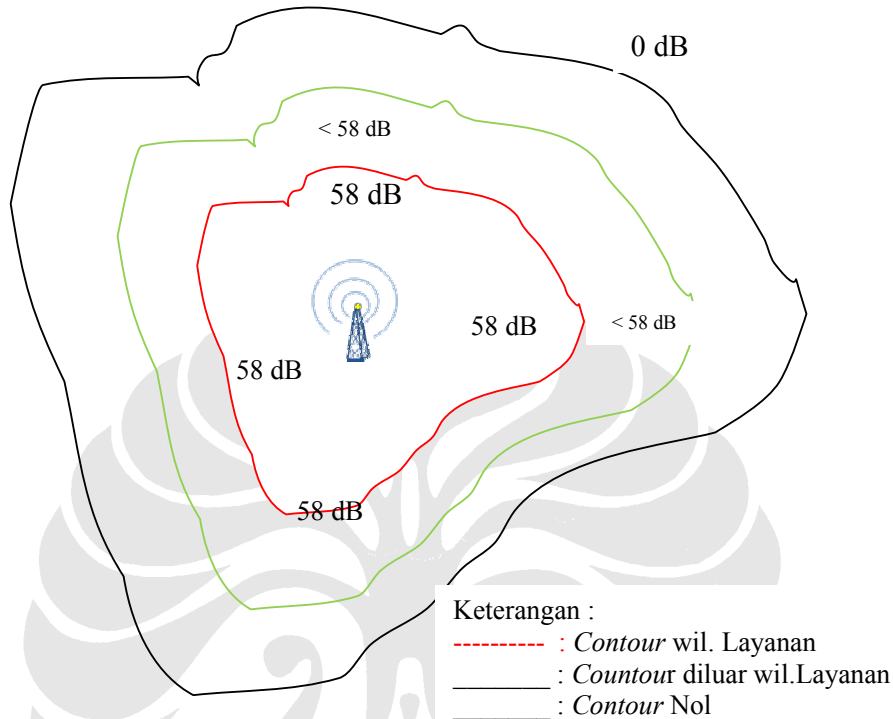 0 dB
< 58 dB
58 dB
58 dB
< 58 dB
58 dB
58 dB
Keterangan :
---------- : Contour wil. Layanan
_______ : Countour diluar wil.Layanan
_______ : Contour Nol